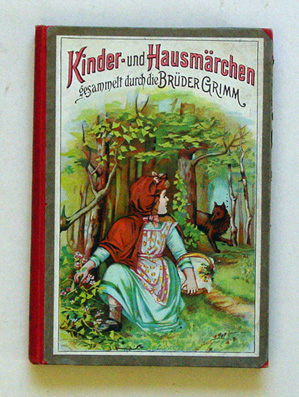 Kinder- und Hausmärchen
gesammelt durch die BRÜDER GRIMM